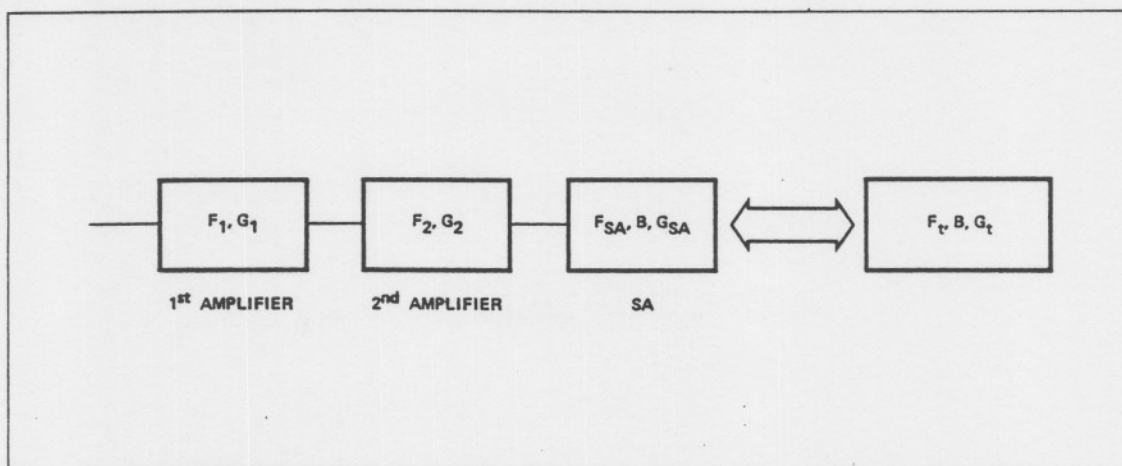 F1, G1
F2, G2
FSA, B, GSA
Ft, B, Gt
1st AMPLIFIER
2nd AMPLIFIER
SA